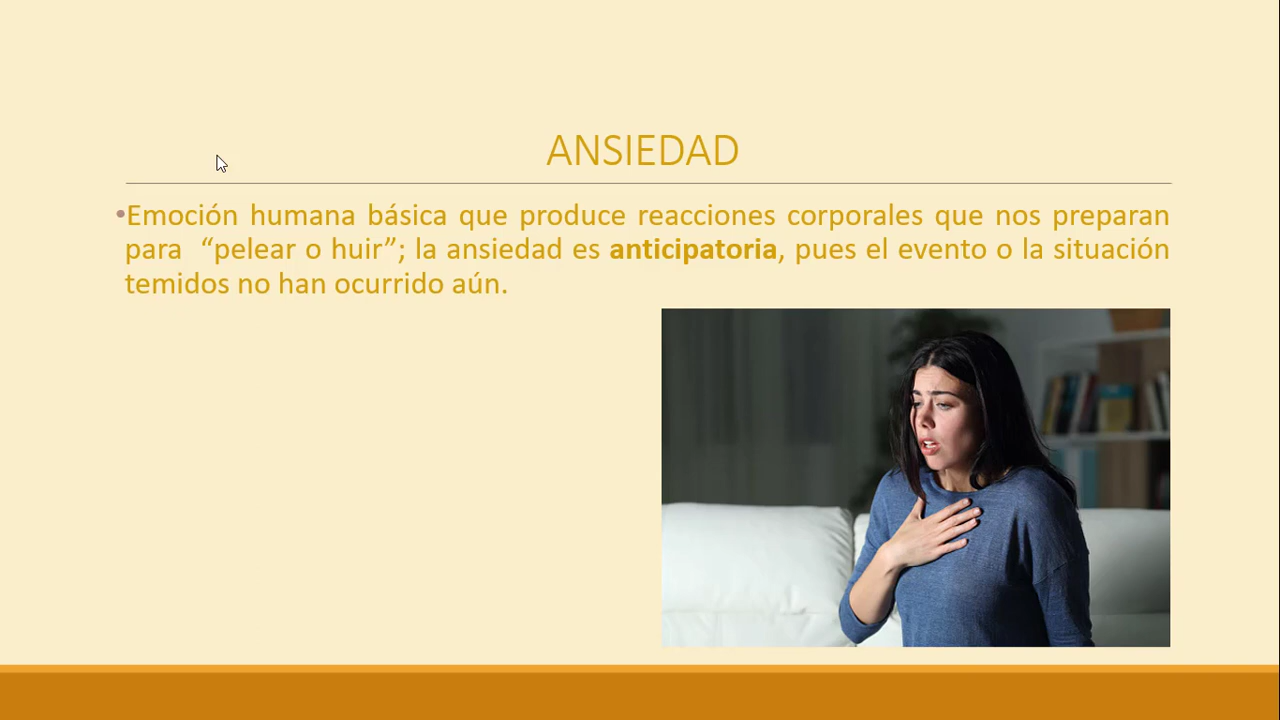 ANSIEDAD
•Emoción humana básica que produce reacciones corporales que nos preparan
para “pelear o huir”; la ansiedad es anticipatoria, pues el evento o la situación
temidos no han ocurrido aún.